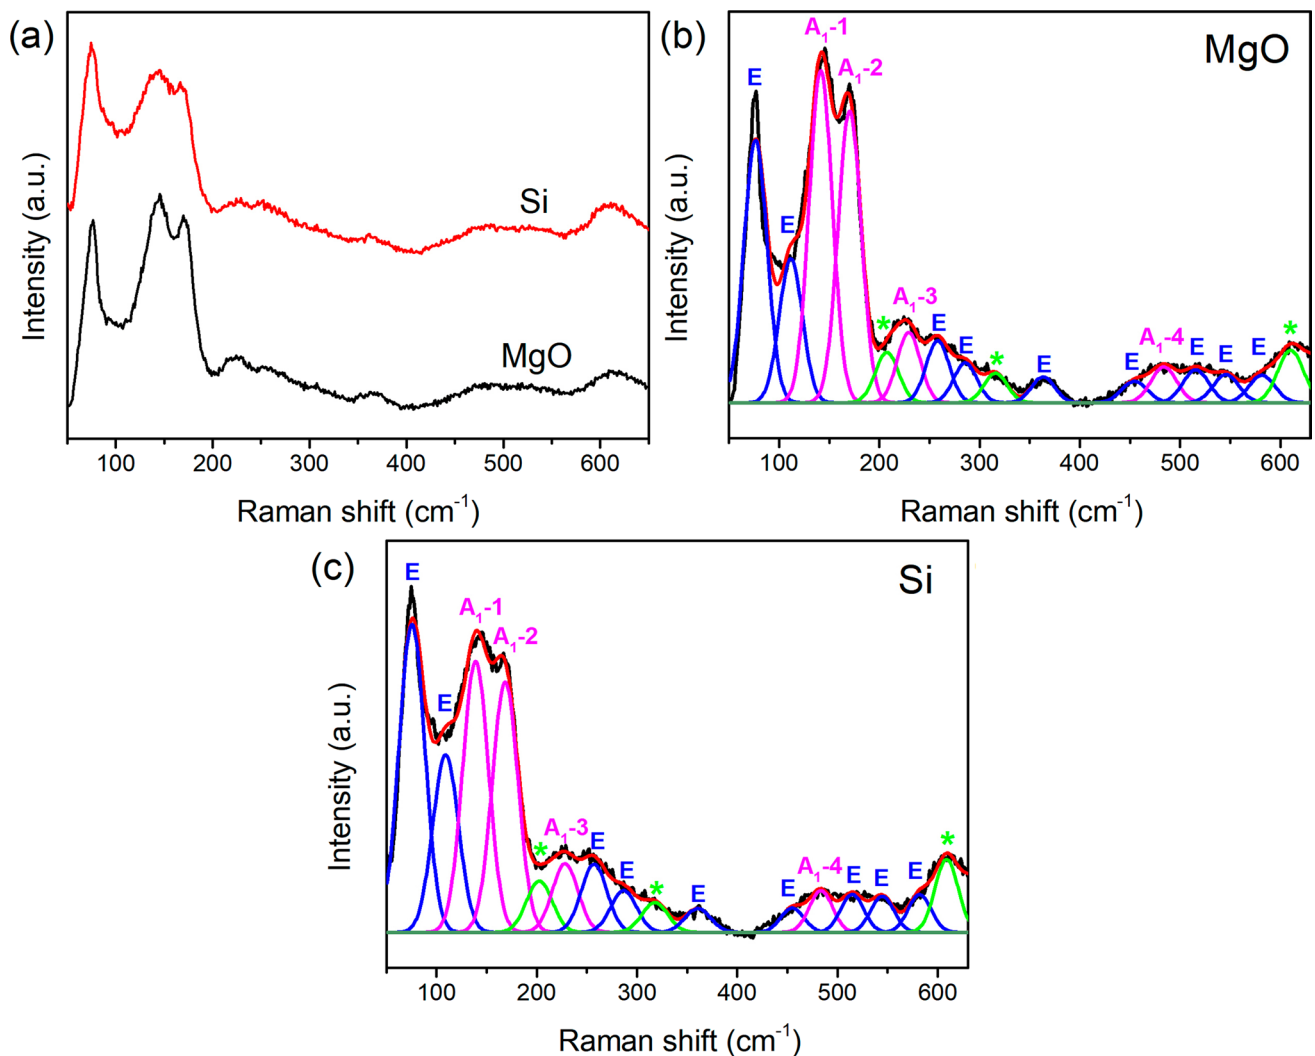 (a)
Intensity (a.u.)
Si
MgO
100 200 300 400 500 600
Raman shift (cm⁻¹)
(b)
MgO
Intensity (a.u.)
E E A₁-1 A₁-2 * A₁-3 E E * E E A₁-4 E E E *
100 200 300 400 500 600
Raman shift (cm⁻¹)
(c)
Si
Intensity (a.u.)
E E A₁-1 A₁-2 * A₁-3 E E * E E A₁-4 E E E *
100 200 300 400 500 600
Raman shift (cm⁻¹)